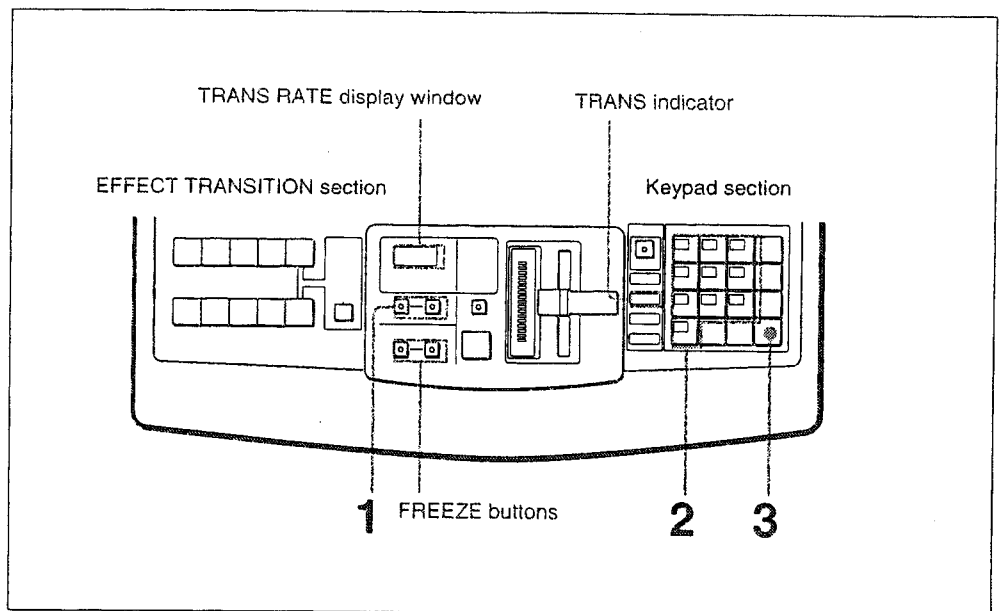 TRANS RATE display window
TRANS indicator
EFFECT TRANSITION section
Keypad section
1
FREEZE buttons
2
3